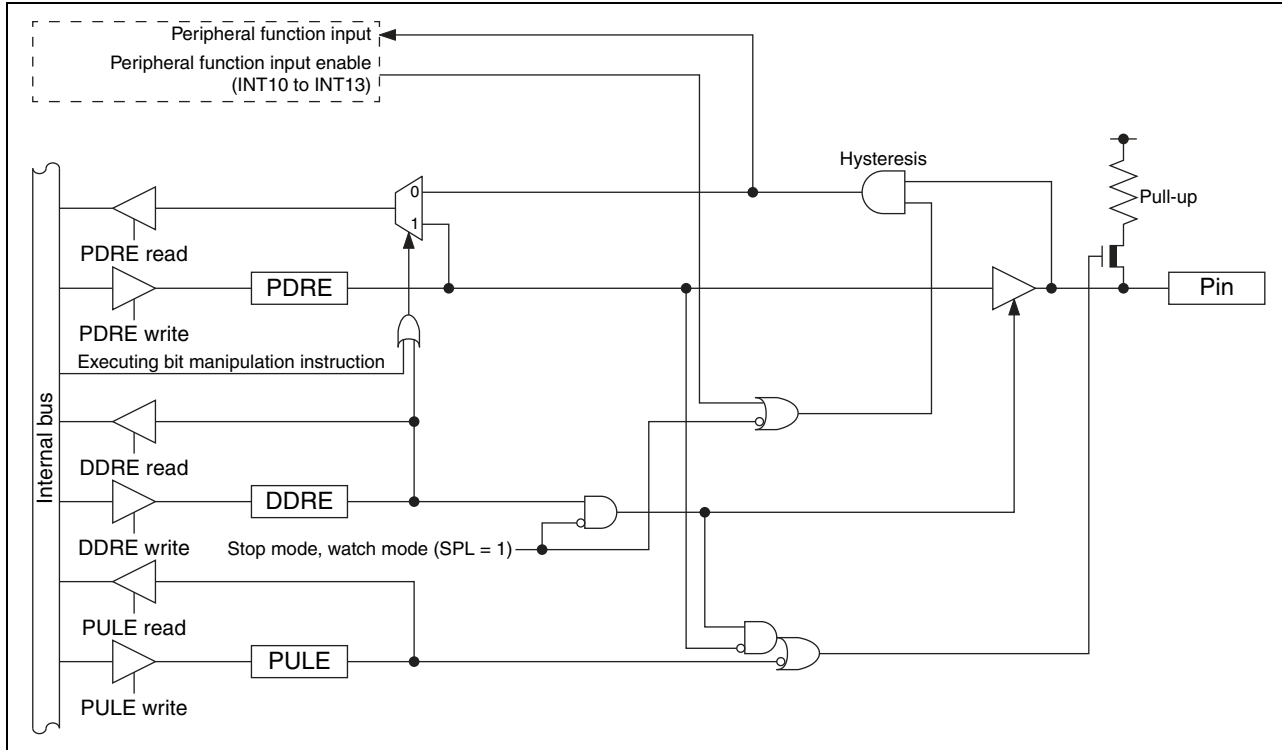 Peripheral function input
Peripheral function input enable
(INT10 to INT13)
Hysteresis
0
Pull-up
1
PDRE read
PDRE
Pin
PDRE write
Executing bit manipulation instruction
Internal bus
DDRE read
DDRE
DDRE write
Stop mode, watch mode (SPL = 1)
PULE read
PULE
PULE write